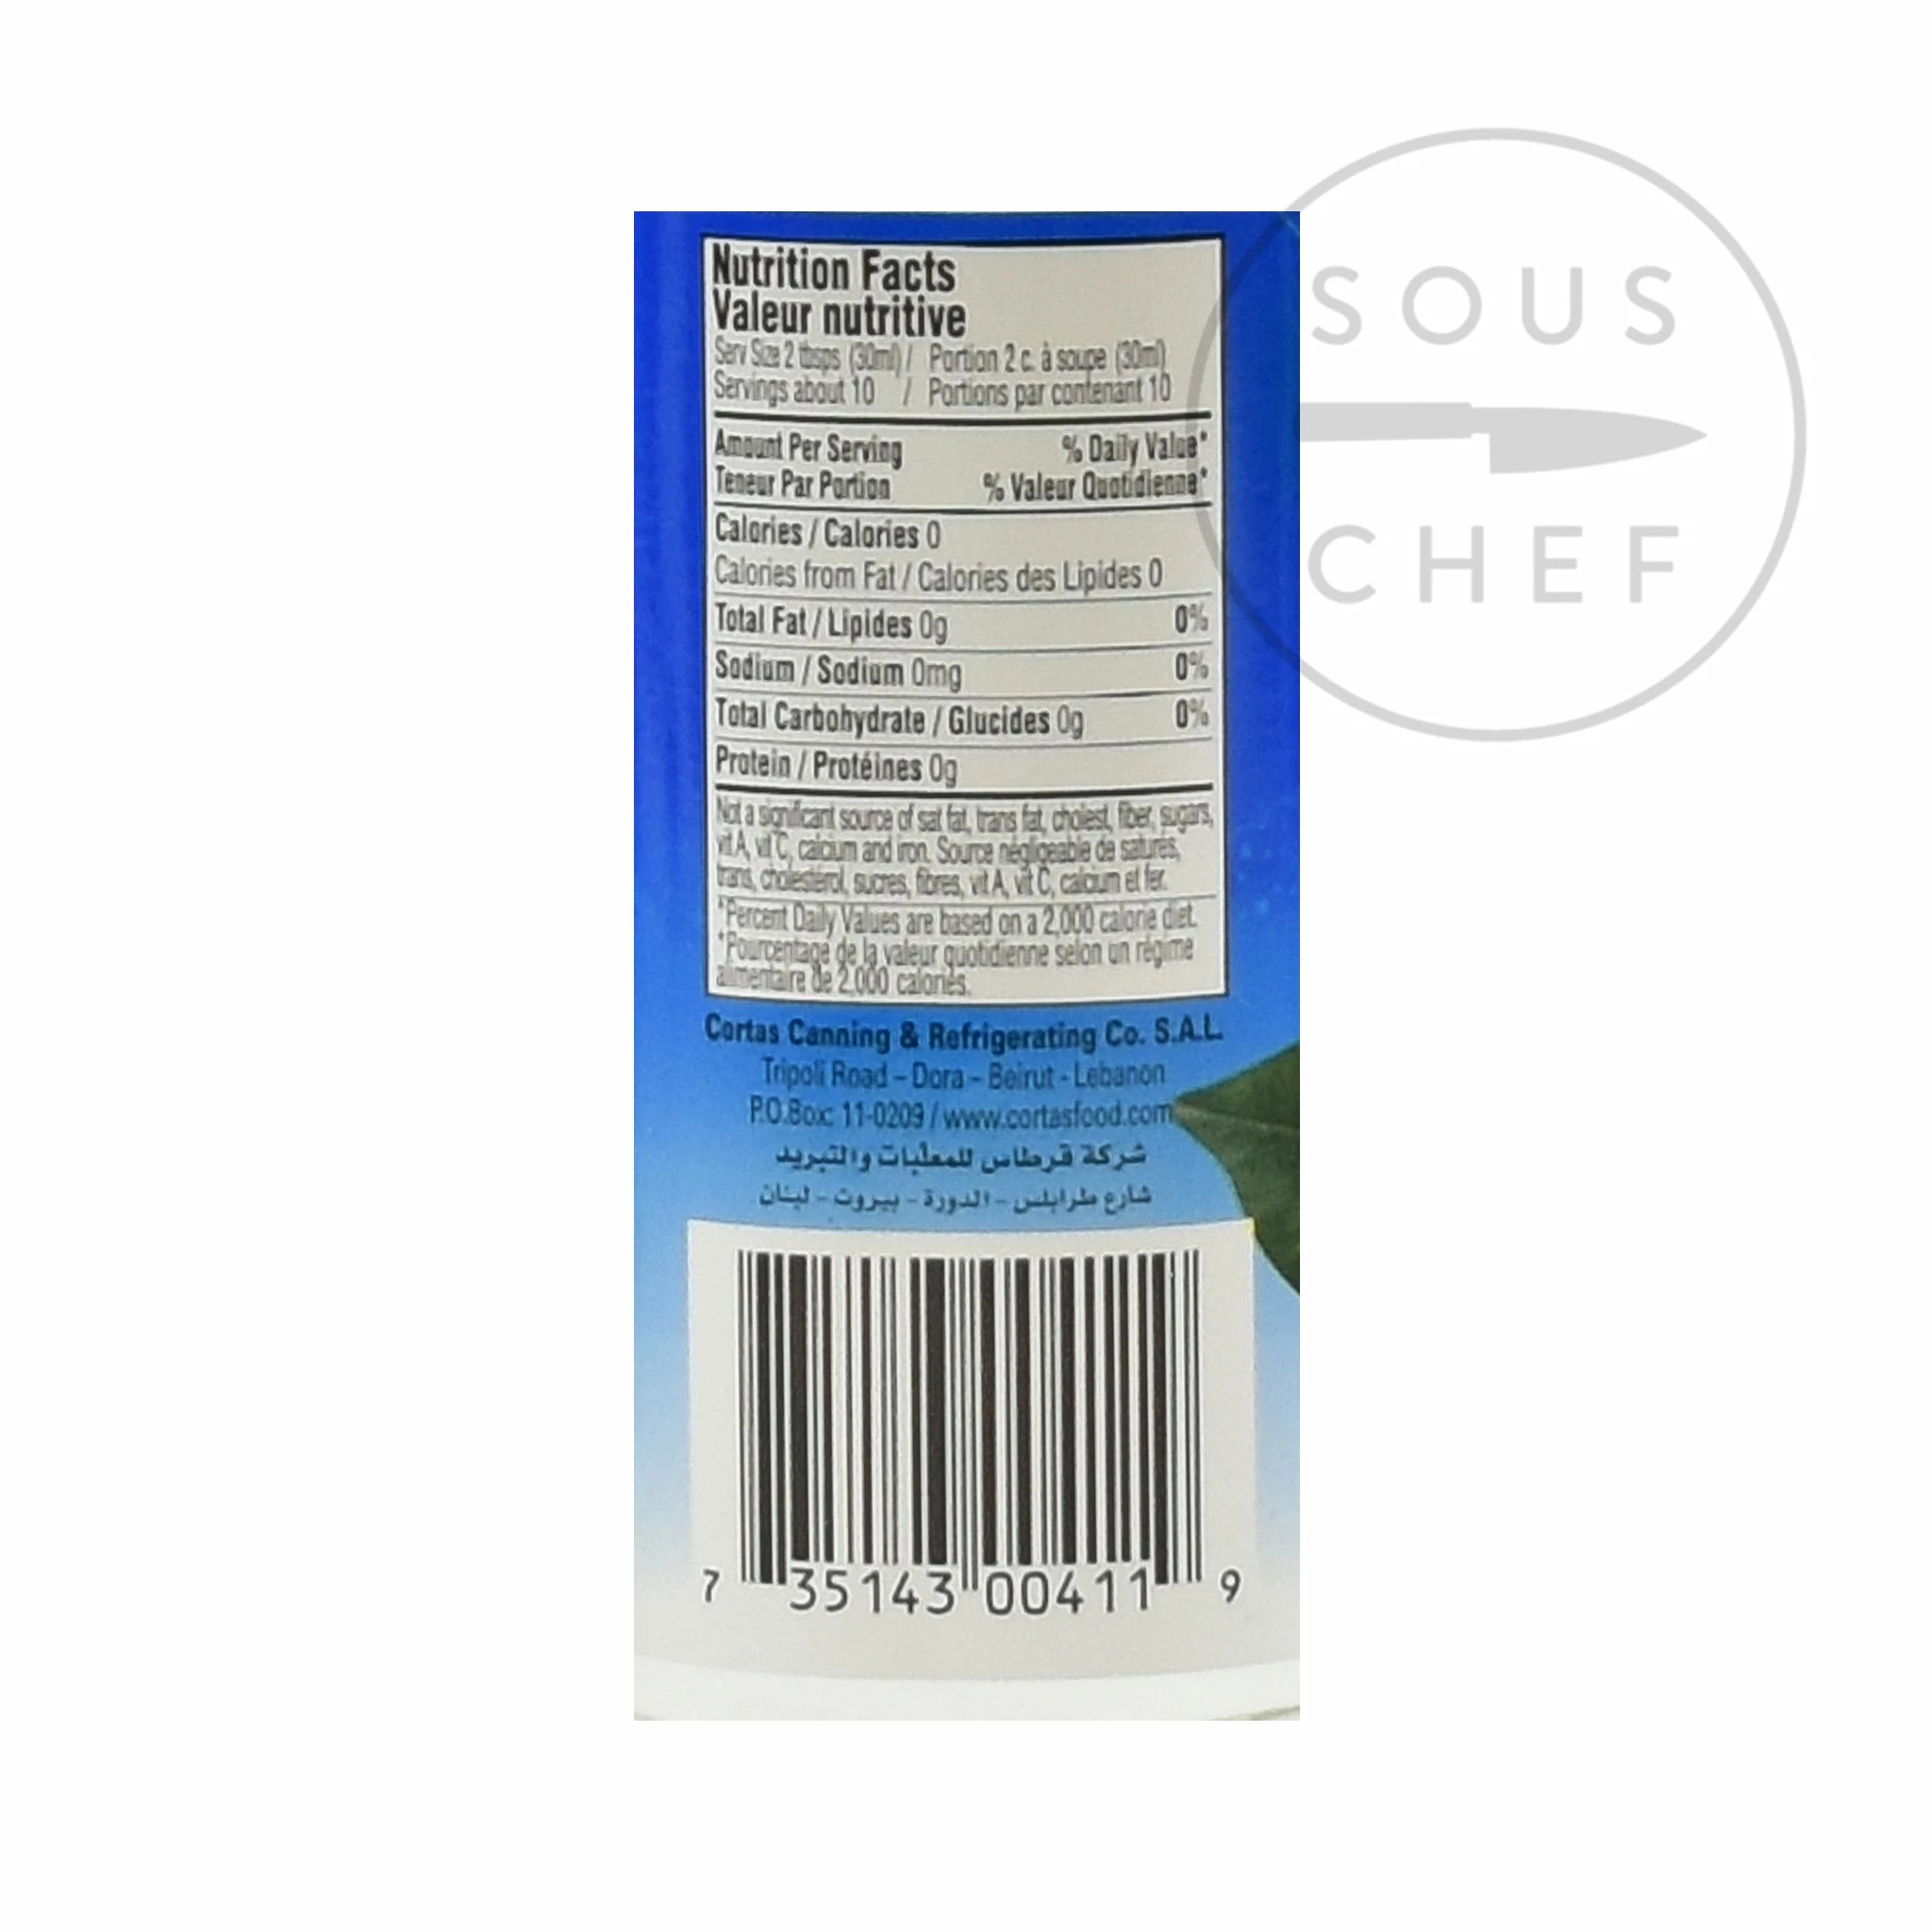 Nutrition Facts
Valeur nutritive
Serv Size 2 tbsps (30ml) / Portion 2 c. à soupe (30ml)
Servings about 10 / Portions par contenant 10
Amount Per Serving % Daily Value*
Teneur Par Portion % Valeur Quotidienne*
Calories / Calories 0
Calories from Fat / Calories des Lipides 0
Total Fat / Lipides 0g 0%
Sodium / Sodium 0mg 0%
Total Carbohydrate / Glucides 0g 0%
Protein / Protéines 0g
Not a significant source of sat fat, trans fat, cholest, fiber, sugars,
vit A, vit C, calcium and iron. Source négligeable de saturés,
trans, cholestérol, sucres, fibres, vit A, vit C, calcium et fer.
*Percent Daily Values are based on a 2,000 calorie diet.
*Pourcentage de la valeur quotidienne selon un régime
alimentaire de 2,000 calories.
Cortas Canning & Refrigerating Co. S.A.L.
Tripoli Road - Dora - Beirut - Lebanon
P.O.Box: 11-0209 / www.cortasfood.com
شركة قرطاس للمعلّبات والتبريد
شارع طرابلس - الدورة - بيروت - لبنان
7 35143 00411 9
SOUS
CHEF